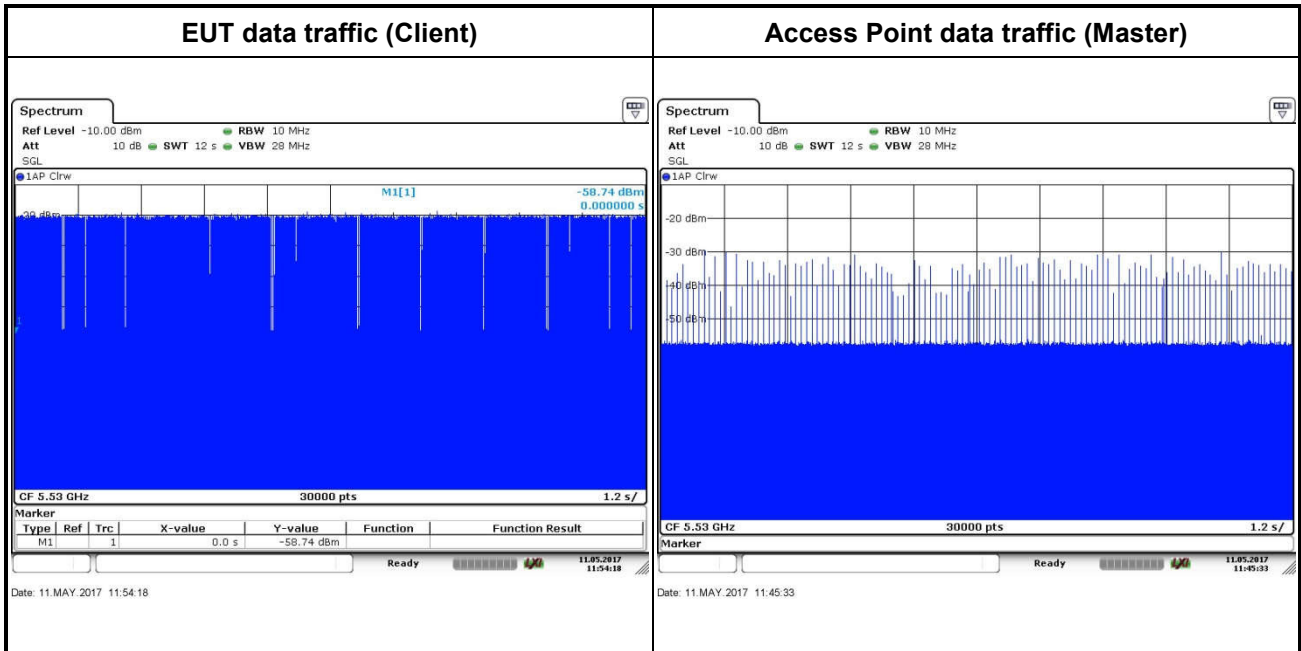 EUT data traffic (Client)
Access Point data traffic (Master)
Spectrum
Ref Level -10.00 dBm RBW 10 MHz
Att 10 dB SWT 12 s VBW 28 MHz
SGL
1AP Clrw
M1[1] -58.74 dBm
0.000000 s
-20 dBm
1
CF 5.53 GHz 30000 pts 1.2 s/
Marker
Type Ref Trc X-value Y-value Function Function Result
M1 1 0.0 s -58.74 dBm
Ready 11.05.2017
11:54:18
Date: 11.MAY.2017 11:54:18
Spectrum
Ref Level -10.00 dBm RBW 10 MHz
Att 10 dB SWT 12 s VBW 28 MHz
SGL
1AP Clrw
-20 dBm
-30 dBm
-40 dBm
-50 dBm
CF 5.53 GHz 30000 pts 1.2 s/
Marker
Ready 11.05.2017
11:45:33
Date: 11.MAY.2017 11:45:33